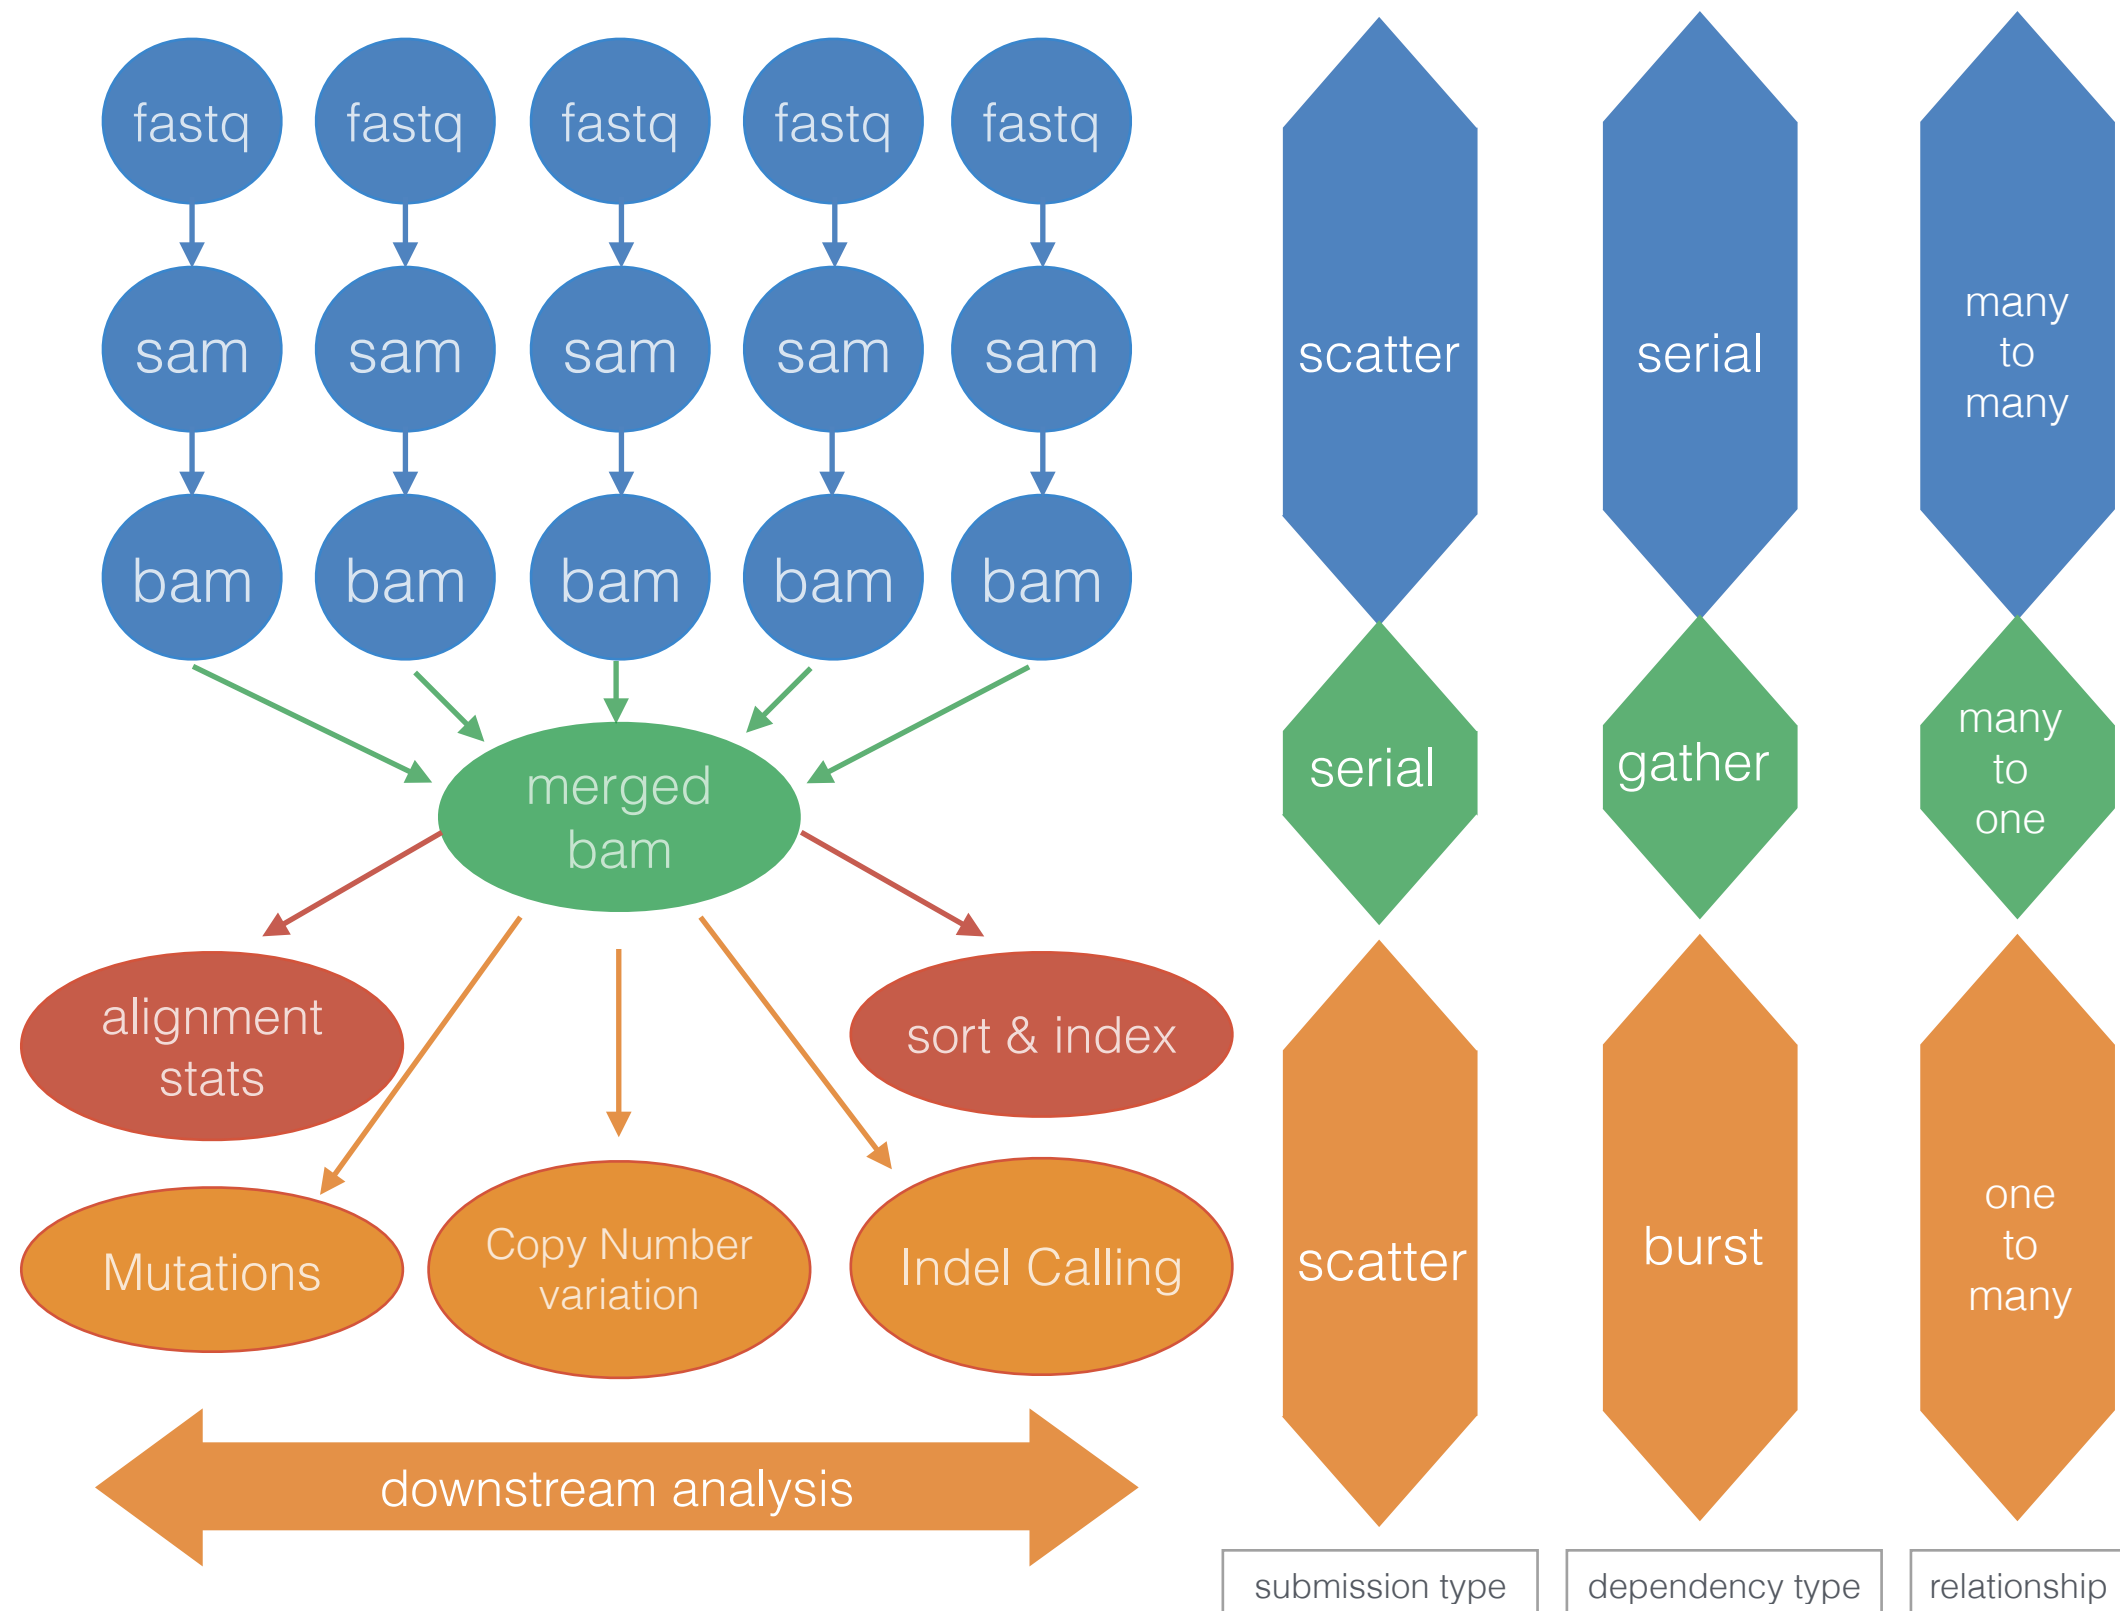 fastq fastq fastq fastq fastq
sam sam sam sam sam
bam bam bam bam bam
merged
bam
alignment
stats
sort & index
Mutations
Copy Number
variation
Indel Calling
downstream analysis
scatter
serial
many
to
many
serial
gather
many
to
one
scatter
burst
one
to
many
submission type
dependency type
relationship